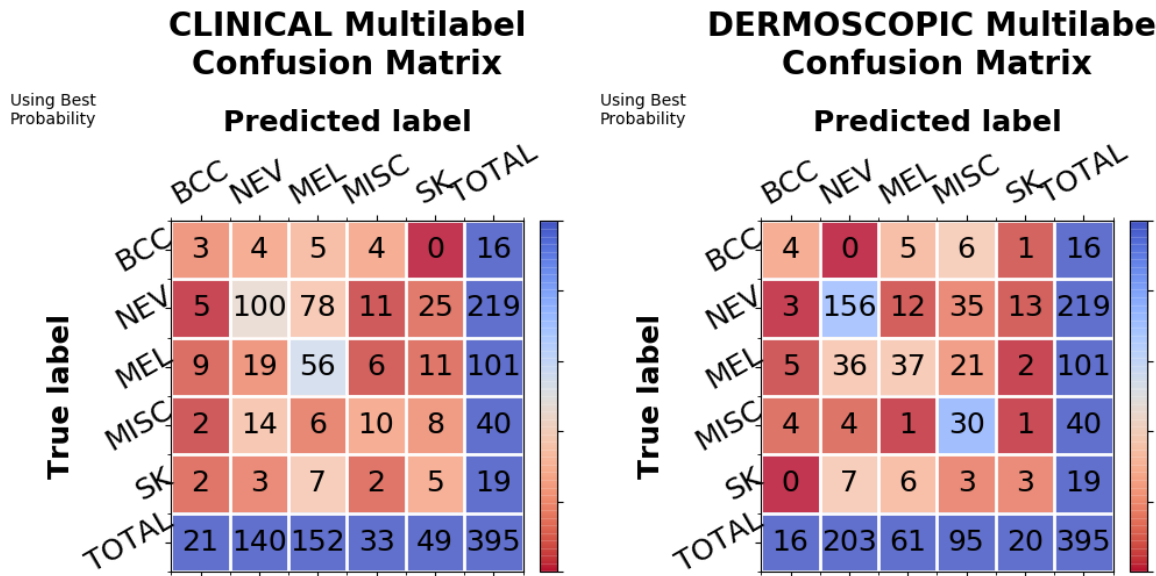 CLINICAL Multilabel
Confusion Matrix
Using Best
Probability
Predicted label
BCC NEV MEL MISC SK TOTAL
True label
BCC 3 4 5 4 0 16
NEV 5 100 78 11 25 219
MEL 9 19 56 6 11 101
MISC 2 14 6 10 8 40
SK 2 3 7 2 5 19
TOTAL 21 140 152 33 49 395
DERMOSCOPIC Multilabe
Confusion Matrix
Using Best
Probability
Predicted label
BCC NEV MEL MISC SK TOTAL
True label
BCC 4 0 5 6 1 16
NEV 3 156 12 35 13 219
MEL 5 36 37 21 2 101
MISC 4 4 1 30 1 40
SK 0 7 6 3 3 19
TOTAL 16 203 61 95 20 395